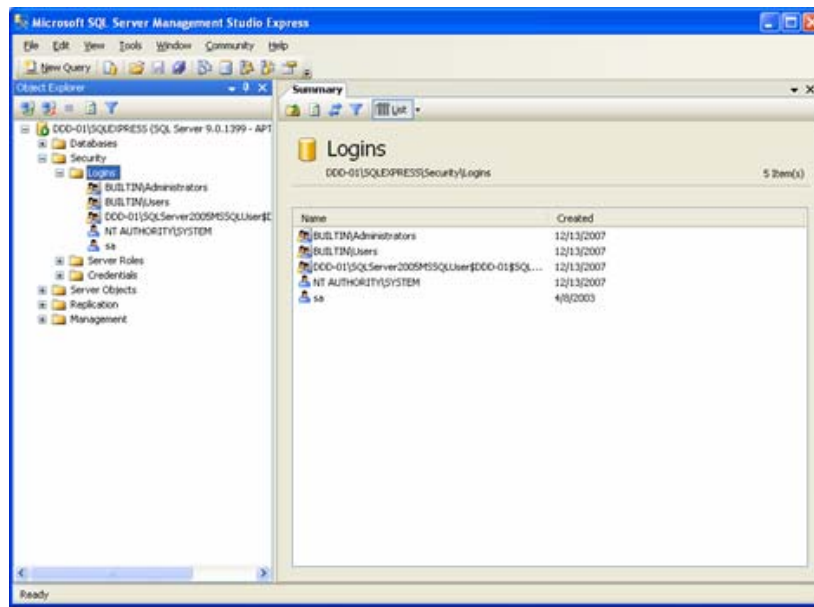 Microsoft SQL Server Management Studio Express
File Edit View Tools Window Community Help
New Query
Object Explorer
DDD-01\SQLEXPRESS (SQL Server 9.0.1399 - APT
Databases
Security
Logins
BUILTIN\Administrators
BUILTIN\Users
DDD-01\SQLServer2005MSSQLUser$D
NT AUTHORITY\SYSTEM
sa
Server Roles
Credentials
Server Objects
Replication
Management
Summary
List
Logins
DDD-01\SQLEXPRESS\Security\Logins
5 Item(s)
Name Created
BUILTIN\Administrators 12/13/2007
BUILTIN\Users 12/13/2007
DDD-01\SQLServer2005MSSQLUser$DDD-01$SQL... 12/13/2007
NT AUTHORITY\SYSTEM 12/13/2007
sa 4/8/2003
Ready